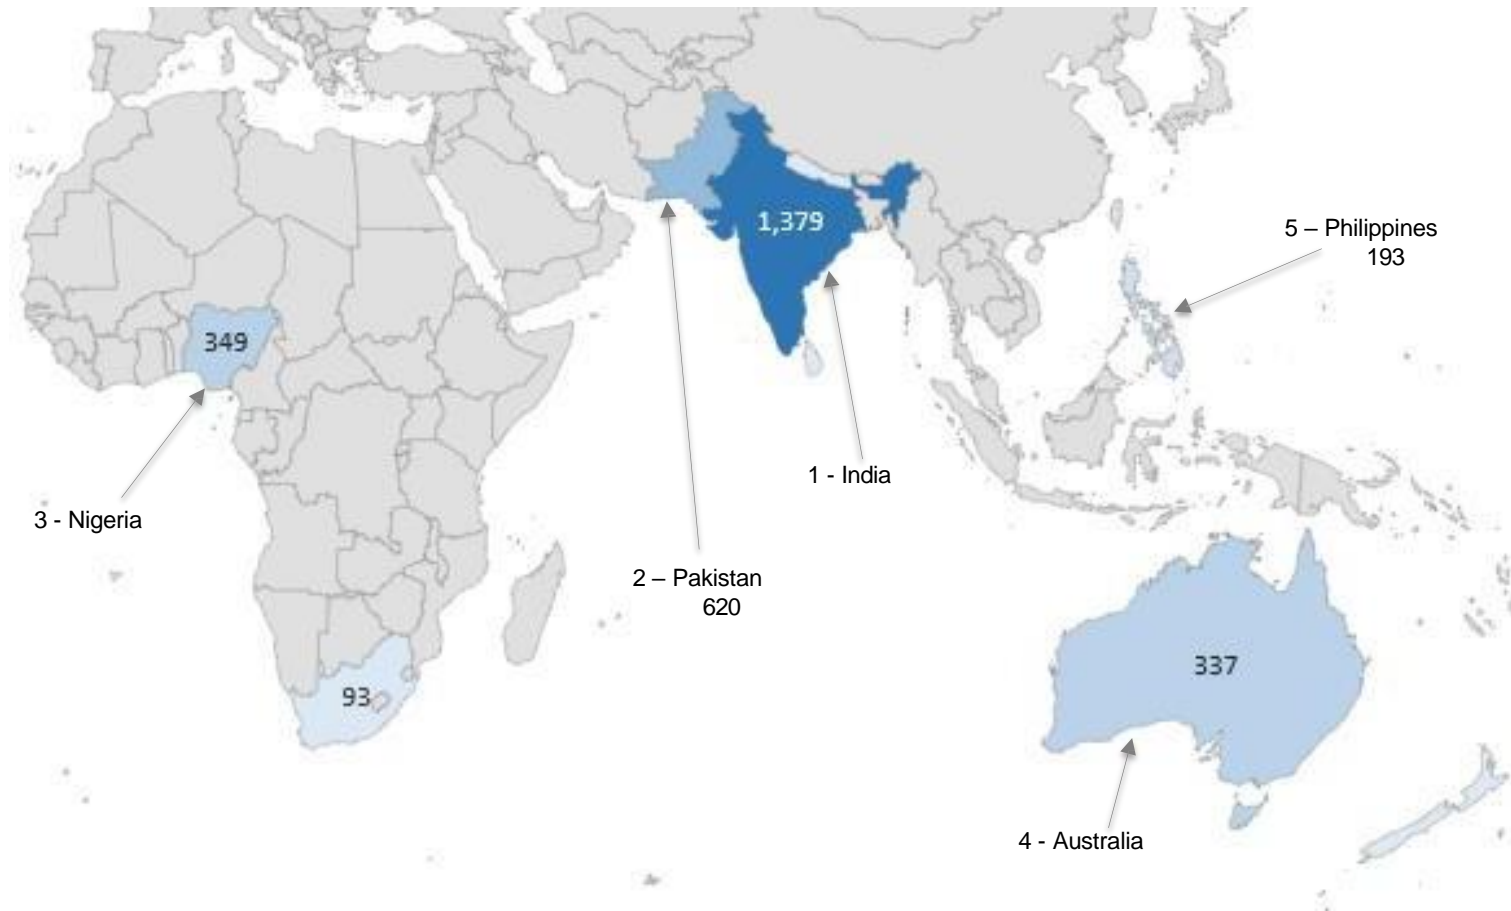 1,379
5 – Philippines
193
349
1 - India
3 - Nigeria
2 – Pakistan
620
337
93
4 - Australia